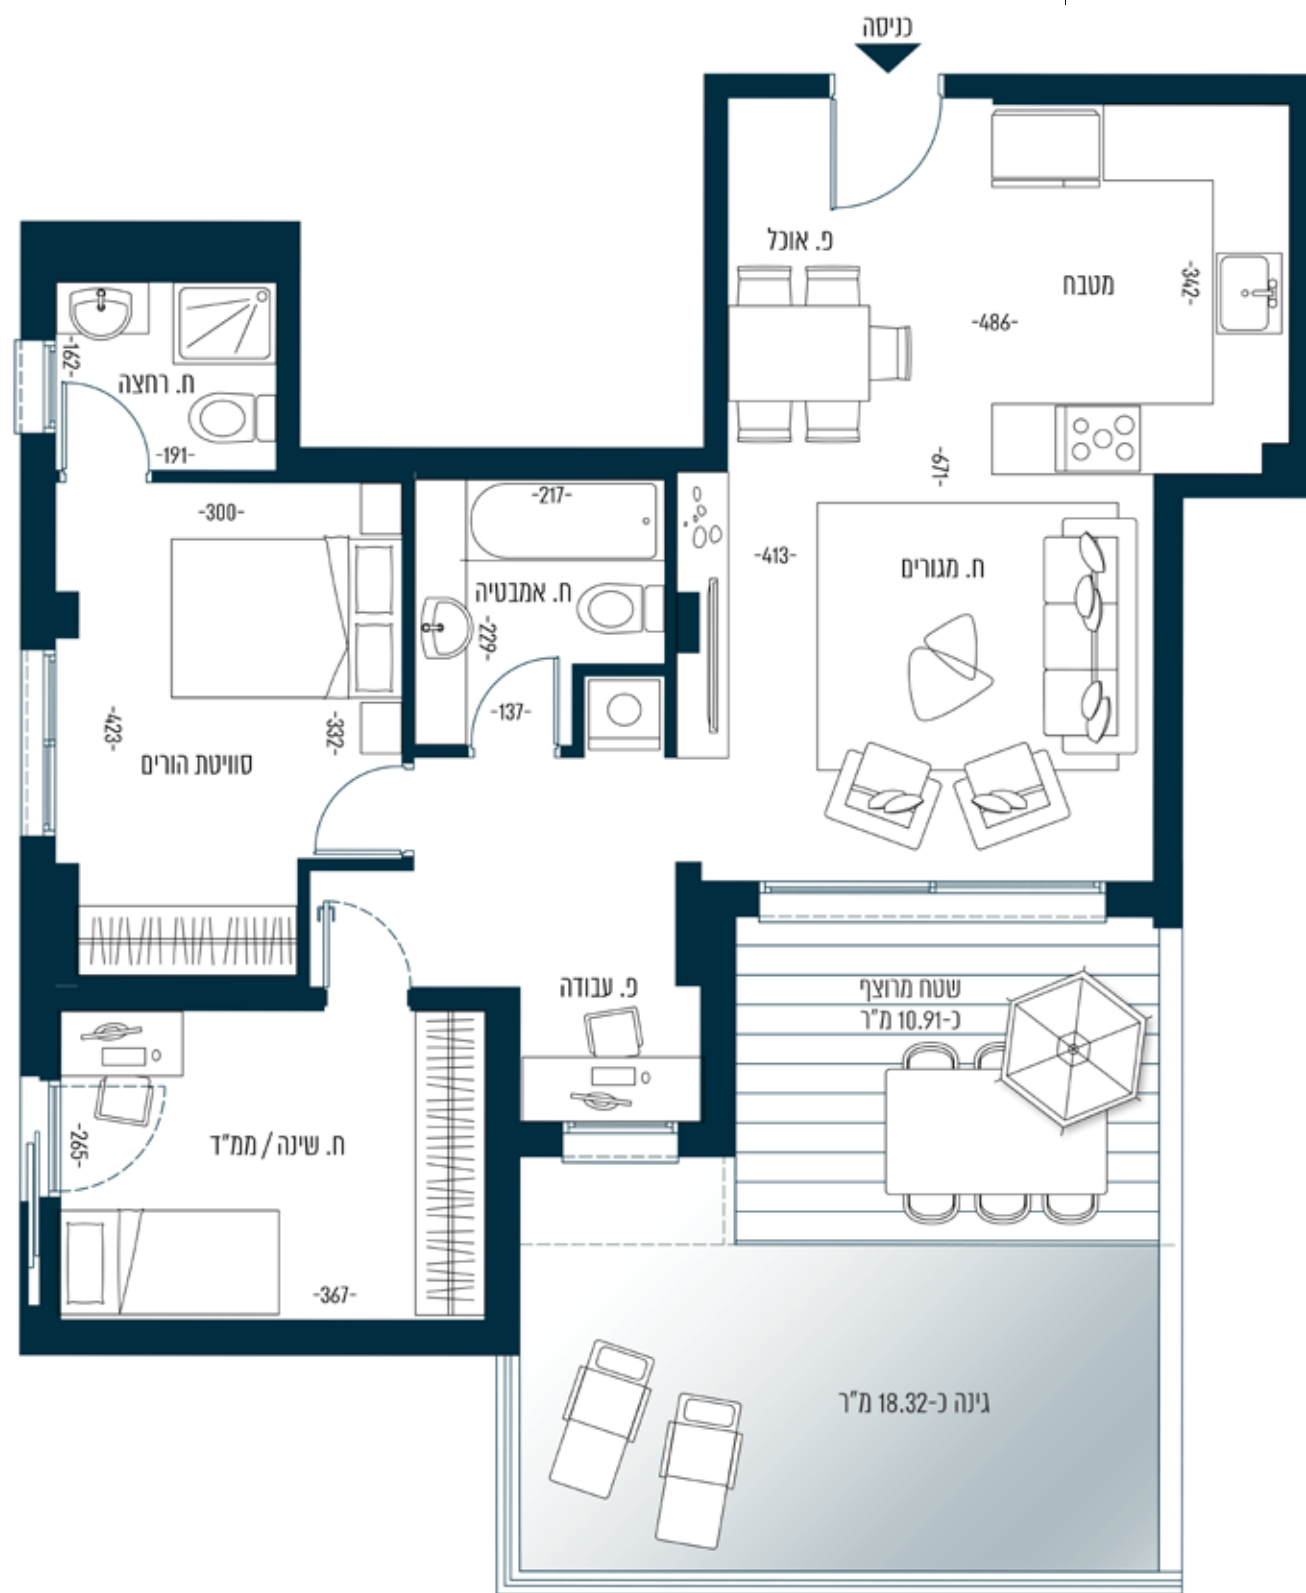 כניסה
פ. אוכל
מטבח
-342-
-486-
-162-
ח. רחצה
-191-
-671-
-217-
-300-
-413-
ח. מגורים
ח. אמבטיה
-229-
-137-
-423-
-332-
סוויטת הורים
פ. עבודה
שטח מרוצף
כ-10.91 מ"ר
-265-
ח. שינה / ממ"ד
-367-
גינה כ-18.32 מ"ר